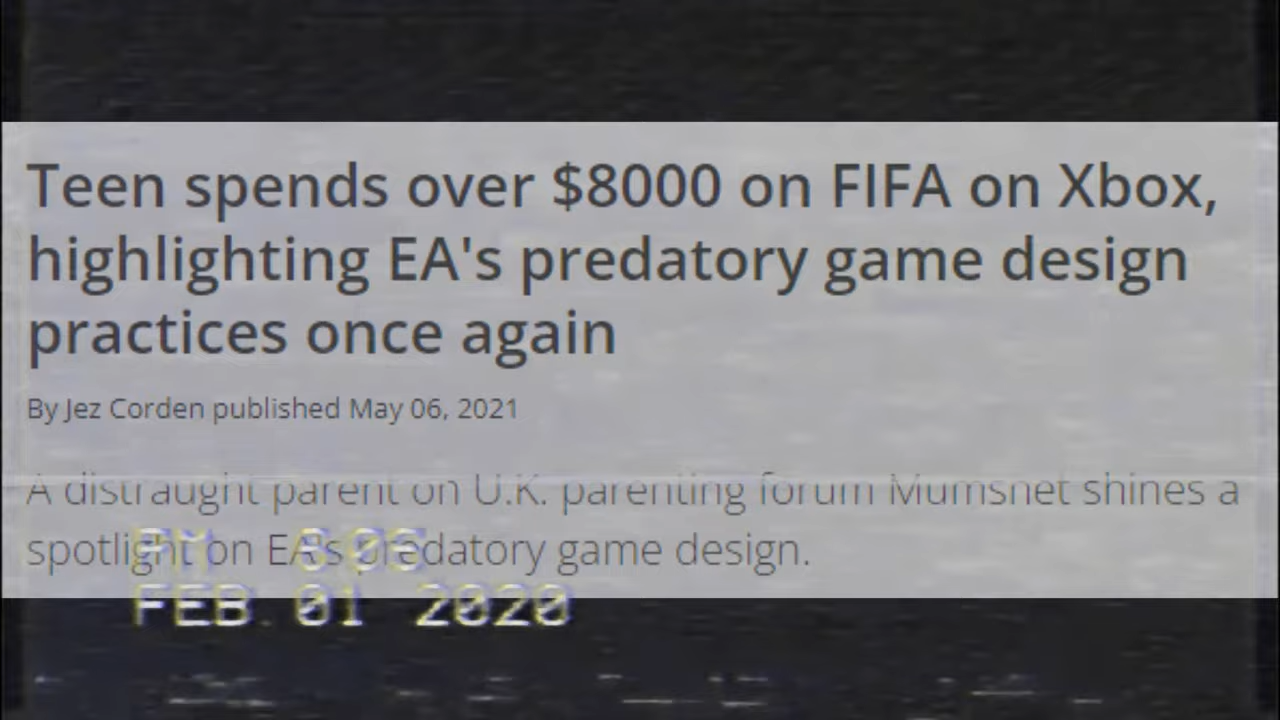 Teen spends over $8000 on FIFA on Xbox,
highlighting EA's predatory game design
practices once again
By Jez Corden published May 06, 2021
A distraught parent on U.K. parenting forum Mumsnet shines a
spotlight on EA's predatory game design.
FEB. 01 2020